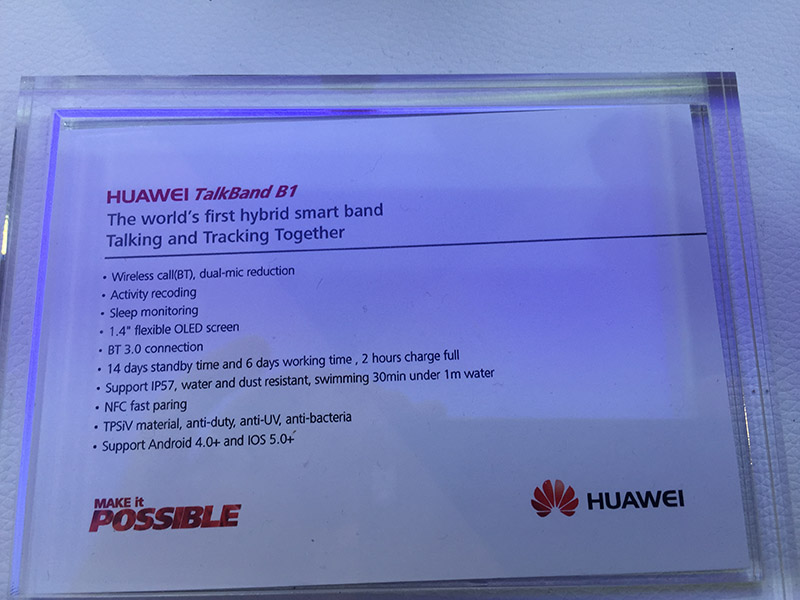 HUAWEI TalkBand B1
The world's first hybrid smart band
Talking and Tracking Together
• Wireless call(BT), dual-mic reduction
• Activity recoding
• Sleep monitoring
• 1.4" flexible OLED screen
• BT 3.0 connection
• 14 days standby time and 6 days working time , 2 hours charge full
• Support IP57, water and dust resistant, swimming 30min under 1m water
• NFC fast paring
• TPSiV material, anti-duty, anti-UV, anti-bacteria
• Support Android 4.0+ and IOS 5.0+
MAKE it
POSSIBLE
HUAWEI